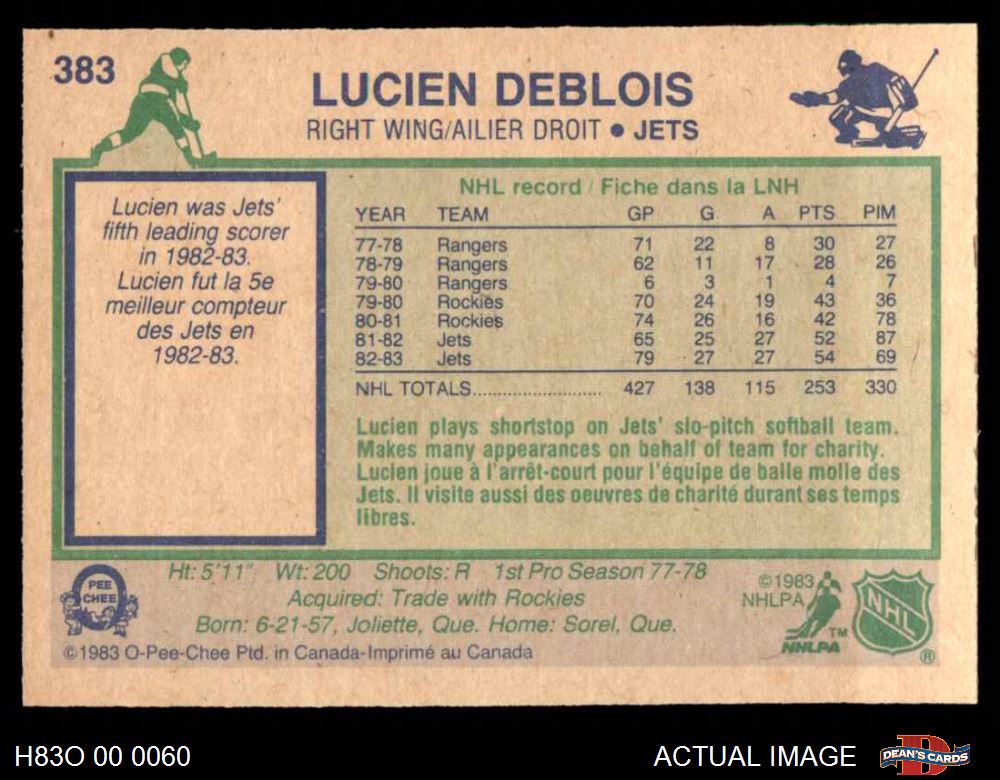 383
LUCIEN DEBLOIS
RIGHT WING/AILIER DROIT • JETS
Lucien was Jets'
fifth leading scorer
in 1982-83.
Lucien fut la 5e
meilleur compteur
des Jets en
1982-83.
NHL record / Fiche dans la LNH
YEAR TEAM GP G A PTS PIM
77-78 Rangers 71 22 8 30 27
78-79 Rangers 62 11 17 28 26
79-80 Rangers 6 3 1 4 7
79-80 Rockies 70 24 19 43 36
80-81 Rockies 74 26 16 42 78
81-82 Jets 65 25 27 52 87
82-83 Jets 79 27 27 54 69
NHL TOTALS........................... 427 138 115 253 330
Lucien plays shortstop on Jets' slo-pitch softball team.
Makes many appearances on behalf of team for charity.
Lucien joue à l'arrêt-court pour l'équipe de balle molle des
Jets. Il visite aussi des oeuvres de charité durant ses temps
libres.
PEE
CHEE
Ht: 5'11" Wt: 200 Shoots: R 1st Pro Season 77-78
Acquired: Trade with Rockies
Born: 6-21-57, Joliette, Que. Home: Sorel, Que.
©1983 O-Pee-Chee Ptd. in Canada-Imprimé au Canada
©1983
NHLPA
TM
NHLPA
NHL
®
H83O 00 0060
ACTUAL IMAGE
DEAN'S CARDS